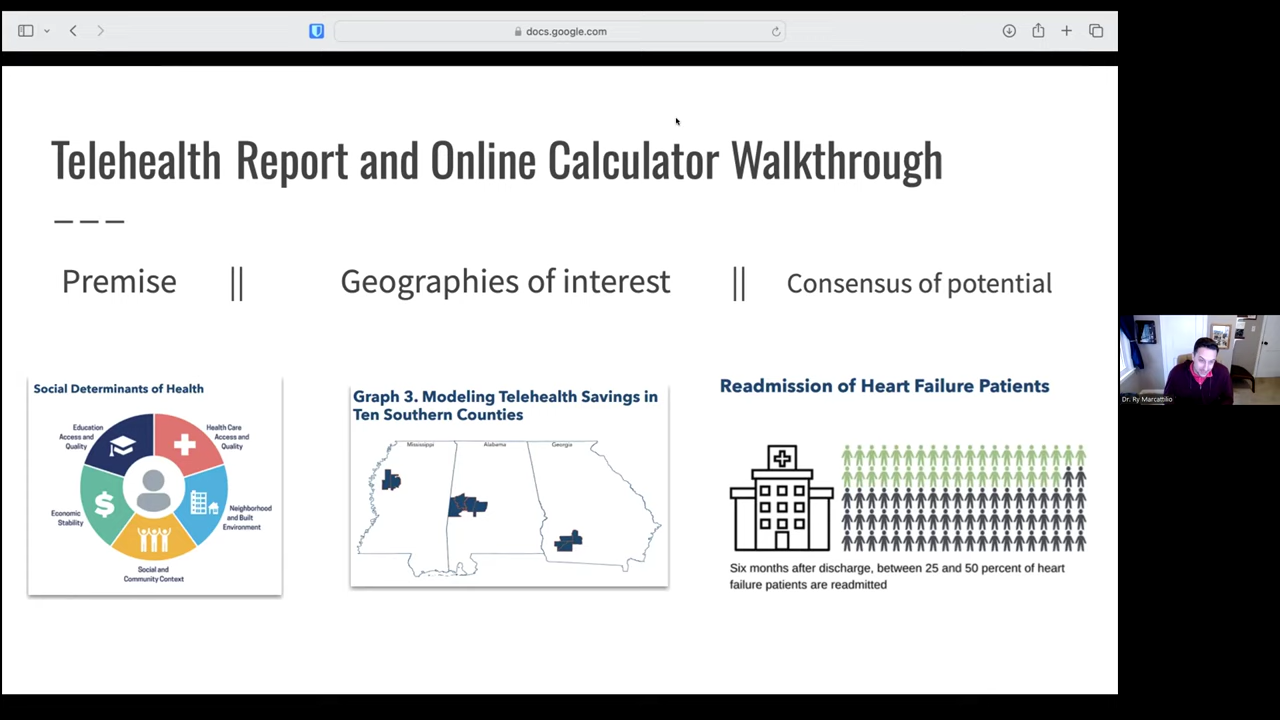 docs.google.com
Telehealth Report and Online Calculator Walkthrough
Premise || Geographies of interest || Consensus of potential
Social Determinants of Health
Education
Access and
Quality
Health Care
Access and
Quality
Economic
Stability
Neighborhood
and Built
Environment
Social and
Community Context
Graph 3. Modeling Telehealth Savings in
Ten Southern Counties
Mississippi Alabama Georgia
Readmission of Heart Failure Patients
Six months after discharge, between 25 and 50 percent of heart
failure patients are readmitted
Dr. Ry Marcattilio